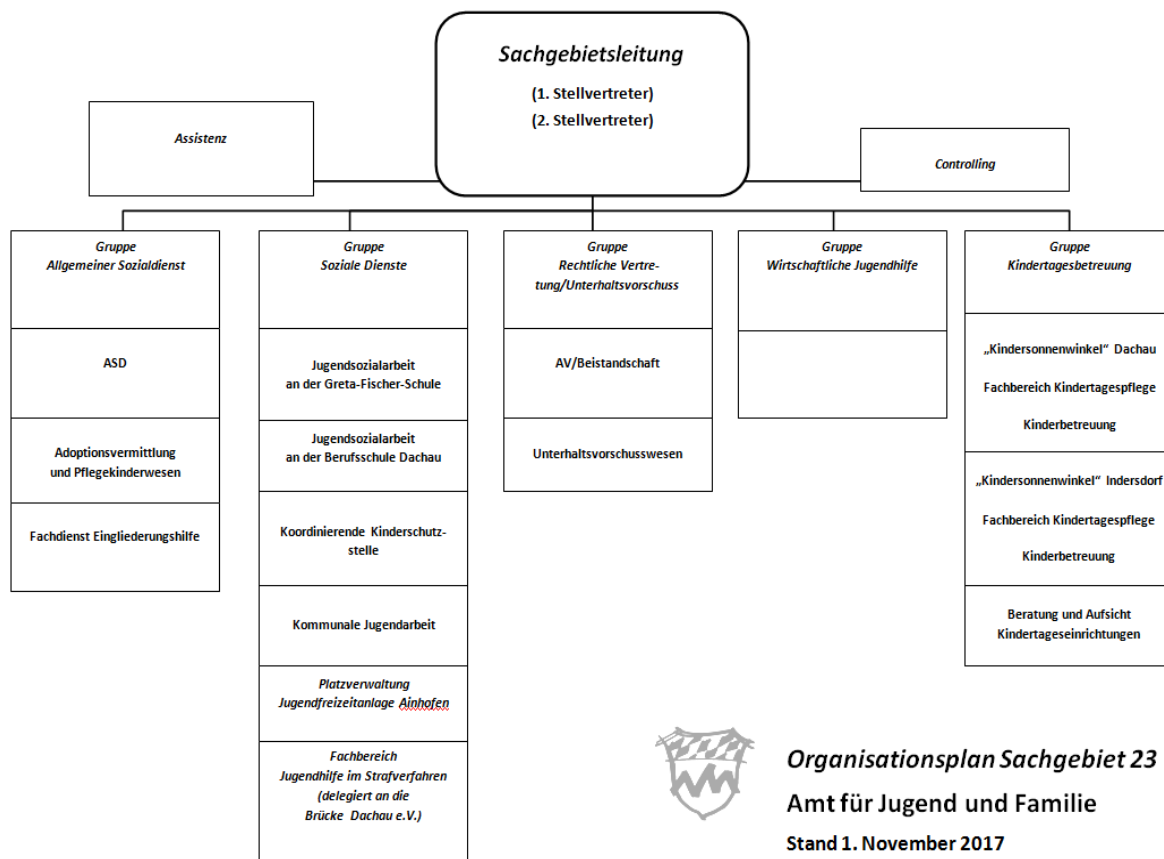 Sachgebietsleitung
(1. Stellvertreter)
(2. Stellvertreter)
Assistenz
Controlling
Gruppe
Allgemeiner Sozialdienst
ASD
Adoptionsvermittlung
und Pflegekinderwesen
Fachdienst Eingliederungshilfe
Gruppe
Soziale Dienste
Jugendsozialarbeit
an der Greta-Fischer-Schule
Jugendsozialarbeit
an der Berufsschule Dachau
Koordinierende Kinderschutz-
stelle
Kommunale Jugendarbeit
Platzverwaltung
Jugendfreizeitanlage Ainhofen
Fachbereich
Jugendhilfe im Strafverfahren
(delegiert an die
Brücke Dachau e.V.)
Gruppe
Rechtliche Vertre-
tung/Unterhaltsvorschuss
AV/Beistandschaft
Unterhaltsvorschusswesen
Gruppe
Wirtschaftliche Jugendhilfe
Gruppe
Kindertagesbetreuung
„Kindersonnenwinkel“ Dachau
Fachbereich Kindertagespflege
Kinderbetreuung
„Kindersonnenwinkel“ Indersdorf
Fachbereich Kindertagespflege
Kinderbetreuung
Beratung und Aufsicht
Kindertageseinrichtungen
Organisationsplan Sachgebiet 23
Amt für Jugend und Familie
Stand 1. November 2017